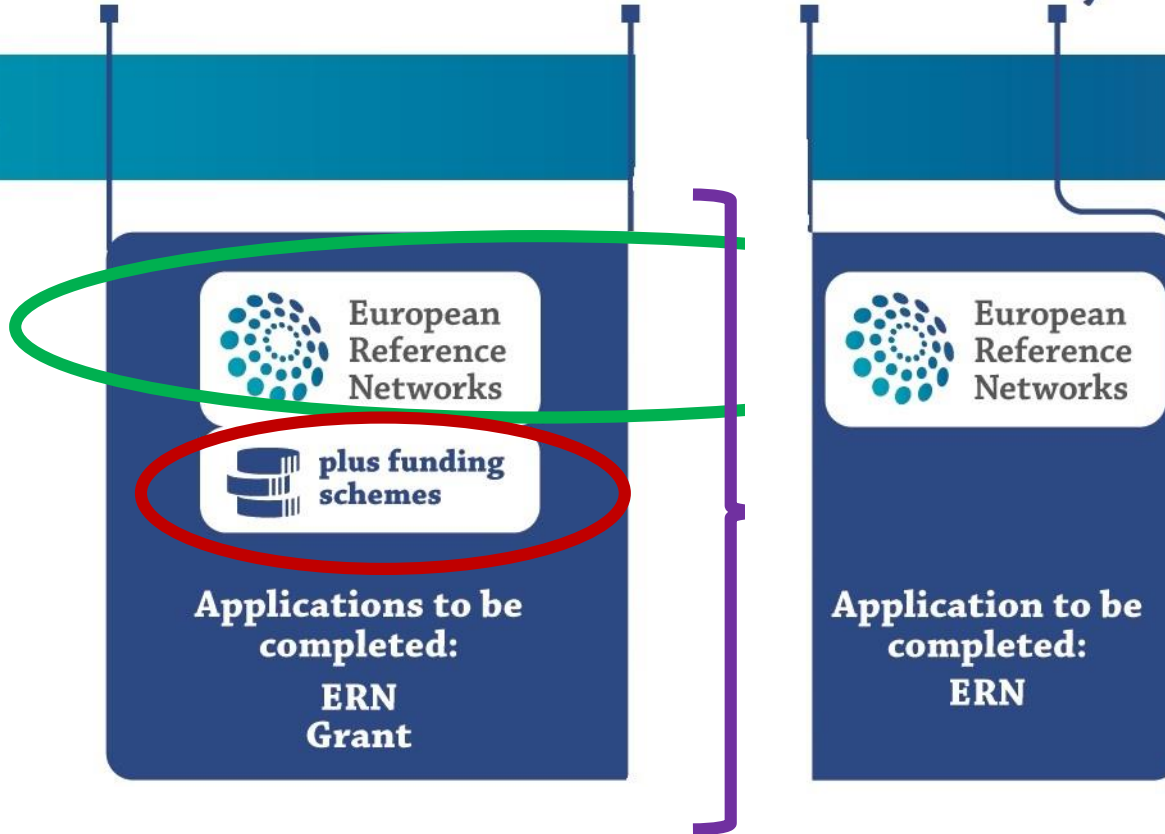 European
Reference
Networks
plus funding
schemes
Applications to be
completed:
ERN
Grant
European
Reference
Networks
Application to be
completed:
ERN